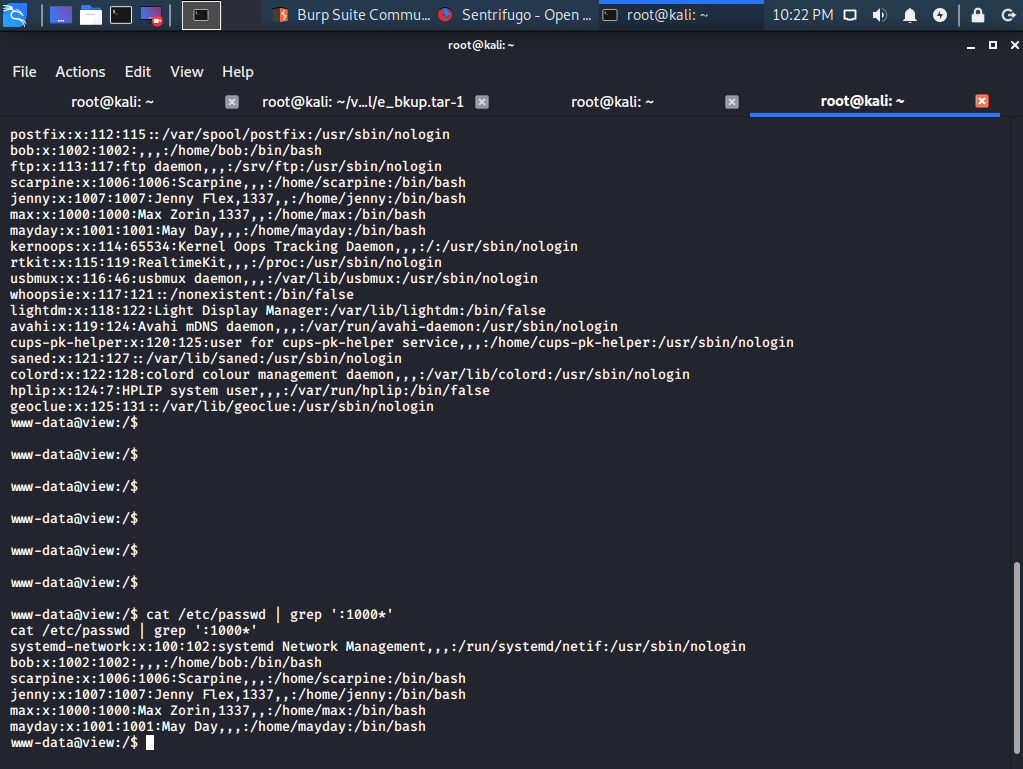 Burp Suite Commu...
Sentrifugo - Open ...
root@kali: ~
10:22 PM
root@kali: ~
File Actions Edit View Help
root@kali: ~
root@kali: ~/v...l/e_bkup.tar-1
root@kali: ~
root@kali: ~
postfix:x:112:115::/var/spool/postfix:/usr/sbin/nologin
bob:x:1002:1002:,,,:/home/bob:/bin/bash
ftp:x:113:117:ftp daemon,,,:/srv/ftp:/usr/sbin/nologin
scarpine:x:1006:1006:Scarpine,,,:/home/scarpine:/bin/bash
jenny:x:1007:1007:Jenny Flex,1337,,:/home/jenny:/bin/bash
max:x:1000:1000:Max Zorin,1337,,:/home/max:/bin/bash
mayday:x:1001:1001:May Day,,,:/home/mayday:/bin/bash
kernoops:x:114:65534:Kernel Oops Tracking Daemon,,,:/:/usr/sbin/nologin
rtkit:x:115:119:RealtimeKit,,,:/proc:/usr/sbin/nologin
usbmux:x:116:46:usbmux daemon,,,:/var/lib/usbmux:/usr/sbin/nologin
whoopsie:x:117:121::/nonexistent:/bin/false
lightdm:x:118:122:Light Display Manager:/var/lib/lightdm:/bin/false
avahi:x:119:124:Avahi mDNS daemon,,,:/var/run/avahi-daemon:/usr/sbin/nologin
cups-pk-helper:x:120:125:user for cups-pk-helper service,,,:/home/cups-pk-helper:/usr/sbin/nologin
saned:x:121:127::/var/lib/saned:/usr/sbin/nologin
colord:x:122:128:colord colour management daemon,,,:/var/lib/colord:/usr/sbin/nologin
hplip:x:124:7:HPLIP system user,,,:/var/run/hplip:/bin/false
geoclue:x:125:131::/var/lib/geoclue:/usr/sbin/nologin
www-data@view:/$
www-data@view:/$
www-data@view:/$
www-data@view:/$
www-data@view:/$
www-data@view:/$
www-data@view:/$ cat /etc/passwd | grep ':1000*'
cat /etc/passwd | grep ':1000*'
systemd-network:x:100:102:systemd Network Management,,,:/run/systemd/netif:/usr/sbin/nologin
bob:x:1002:1002:,,,:/home/bob:/bin/bash
scarpine:x:1006:1006:Scarpine,,,:/home/scarpine:/bin/bash
jenny:x:1007:1007:Jenny Flex,1337,,:/home/jenny:/bin/bash
max:x:1000:1000:Max Zorin,1337,,:/home/max:/bin/bash
mayday:x:1001:1001:May Day,,,:/home/mayday:/bin/bash
www-data@view:/$